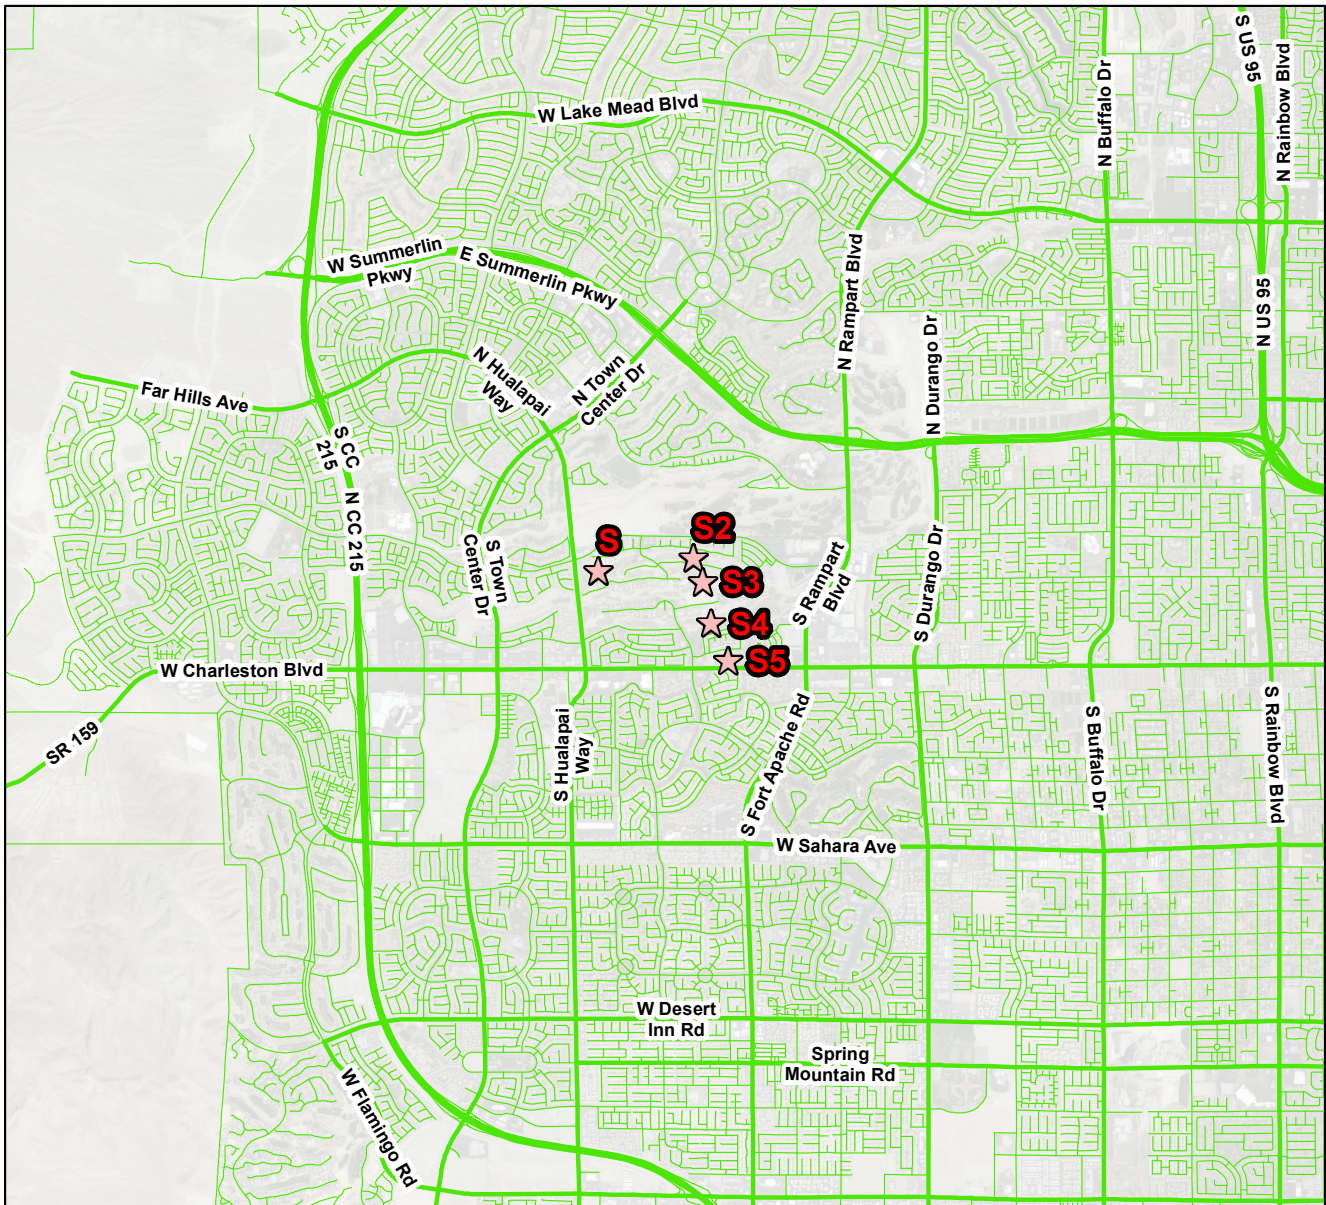 S US 95
N Rainbow Blvd
N Buffalo Dr
W Lake Mead Blvd
W Summerlin
Pkwy
E Summerlin Pkwy
N Rampart Blvd
N US 95
N Durango Dr
N Hualapai
Way
N Town
Center Dr
Far Hills Ave
S CC
215
N CC 215
S Town
Center Dr
S
S2
S3
S4
S5
S Rampart
Blvd
S Durango Dr
W Charleston Blvd
SR 159
S Hualapai
Way
S Fort Apache Rd
S Buffalo Dr
S Rainbow Blvd
W Sahara Ave
W Desert
Inn Rd
Spring
Mountain Rd
W Flamingo Rd